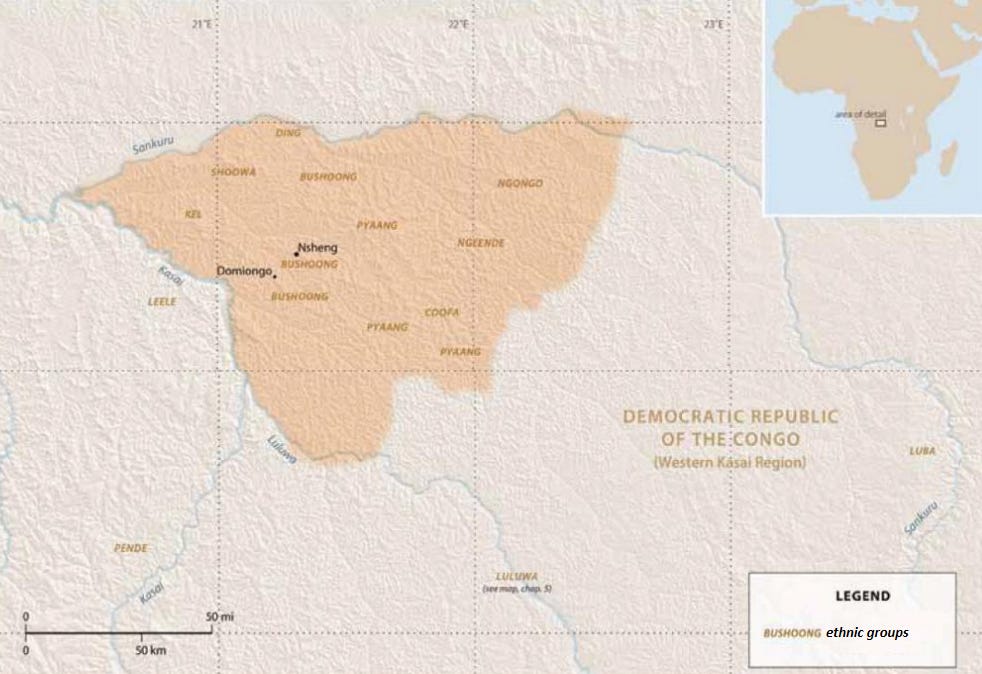 21°E
22°E
23°E
area of detail
Sankuru
DING
SHOOWA
BUSHOONG
NGONGO
KEL
PYAANG
NGEENDE
Nsheng
BUSHOONG
Domiongo
Kasai
LEELE
BUSHOONG
COOFA
PYAANG
PYAANG
DEMOCRATIC REPUBLIC
OF THE CONGO
(Western Kasai Region)
Luluwa
LUBA
Sankuru
PENDE
LULUWA
(see map, chap. 5)
Kasai
0 50 mi
0 50 km
LEGEND
BUSHOONG ethnic groups